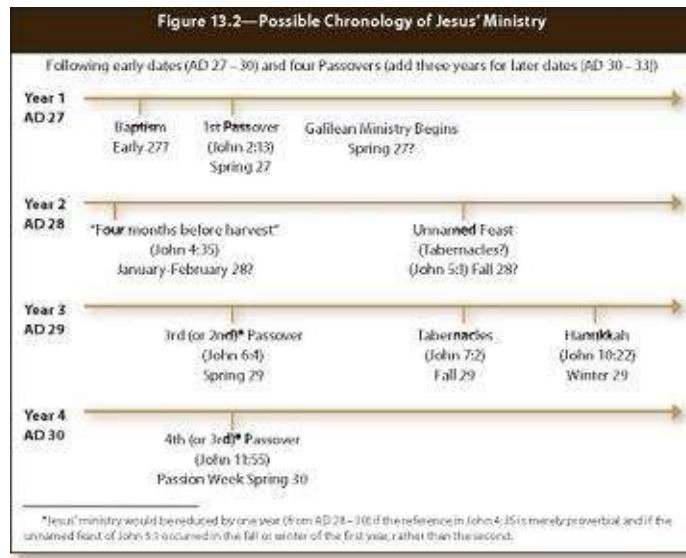 Figure 13.2—Possible Chronology of Jesus' Ministry
Following early dates (AD 27 – 30) and four Passovers (add three years for later dates [AD 30 – 33])
Year 1
AD 27
Baptism
Early 27?
1st Passover
(John 2:13)
Spring 27
Galilean Ministry Begins
Spring 27?
Year 2
AD 28
"Four months before harvest"
(John 4:35)
January-February 28?
Unnamed Feast
(Tabernacles?)
(John 5:1) Fall 28?
Year 3
AD 29
3rd (or 2nd)* Passover
(John 6:4)
Spring 29
Tabernacles
(John 7:2)
Fall 29
Hanukkah
(John 10:22)
Winter 29
Year 4
AD 30
4th (or 3rd)* Passover
(John 11:55)
Passion Week Spring 30
*Jesus' ministry would be reduced by one year (from AD 28 – 30) if the reference in John 4:35 is merely proverbial and if the
unnamed feast of John 5:1 occurred in the fall or winter of the first year, rather than the second.